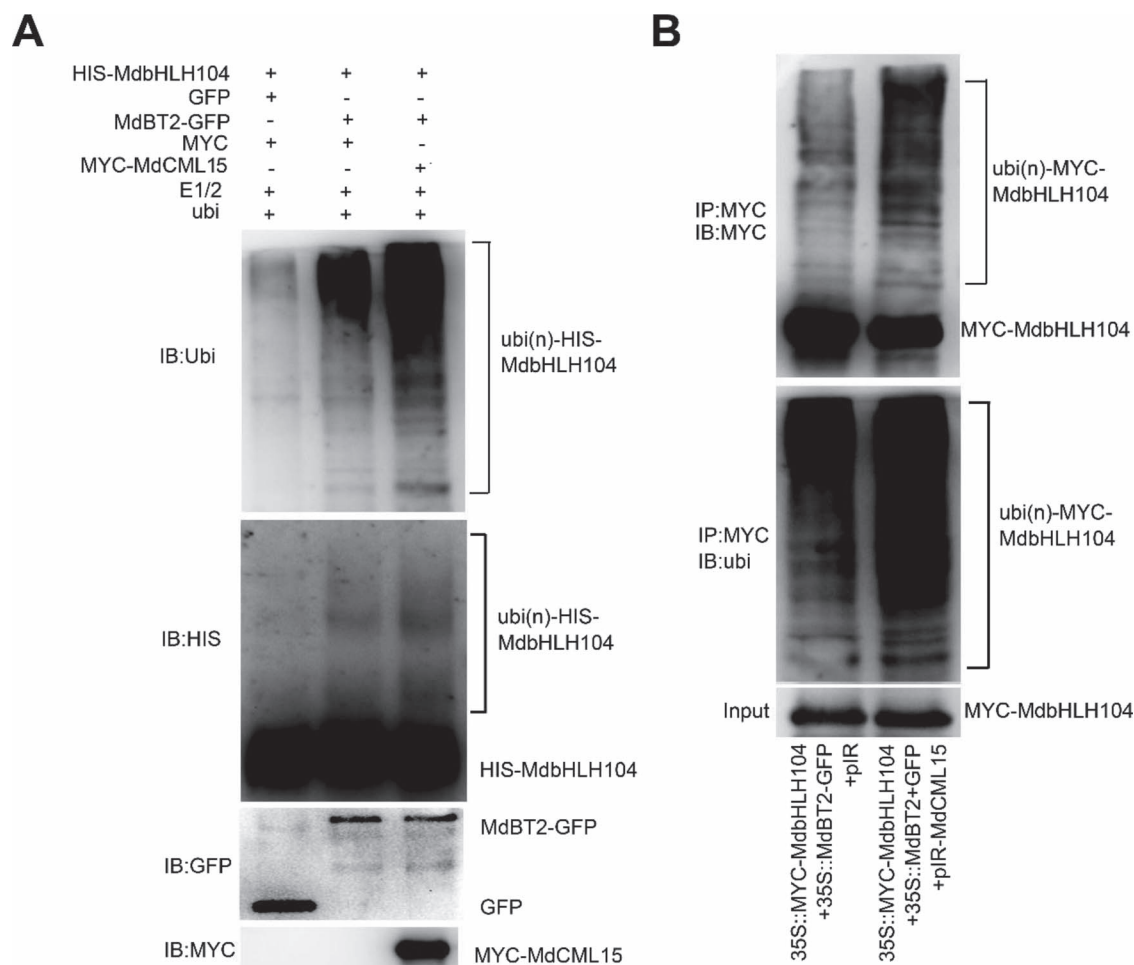 A
HIS-MdbHLH104 + + +
GFP + - -
MdBT2-GFP - + +
MYC + + -
MYC-MdCML15 - - +
E1/2 + + +
ubi + + +
IB:Ubi
ubi(n)-HIS-
MdbHLH104
IB:HIS
ubi(n)-HIS-
MdbHLH104
HIS-MdbHLH104
IB:GFP
MdBT2-GFP
GFP
IB:MYC
MYC-MdCML15
B
IP:MYC
IB:MYC
ubi(n)-MYC-
MdbHLH104
MYC-MdbHLH104
IP:MYC
IB:ubi
ubi(n)-MYC-
MdbHLH104
Input
MYC-MdbHLH104
35S::MYC-MdbHLH104
+35S::MdBT2-GFP
+pIR
35S::MYC-MdbHLH104
+35S::MdBT2+GFP
+pIR-MdCML15